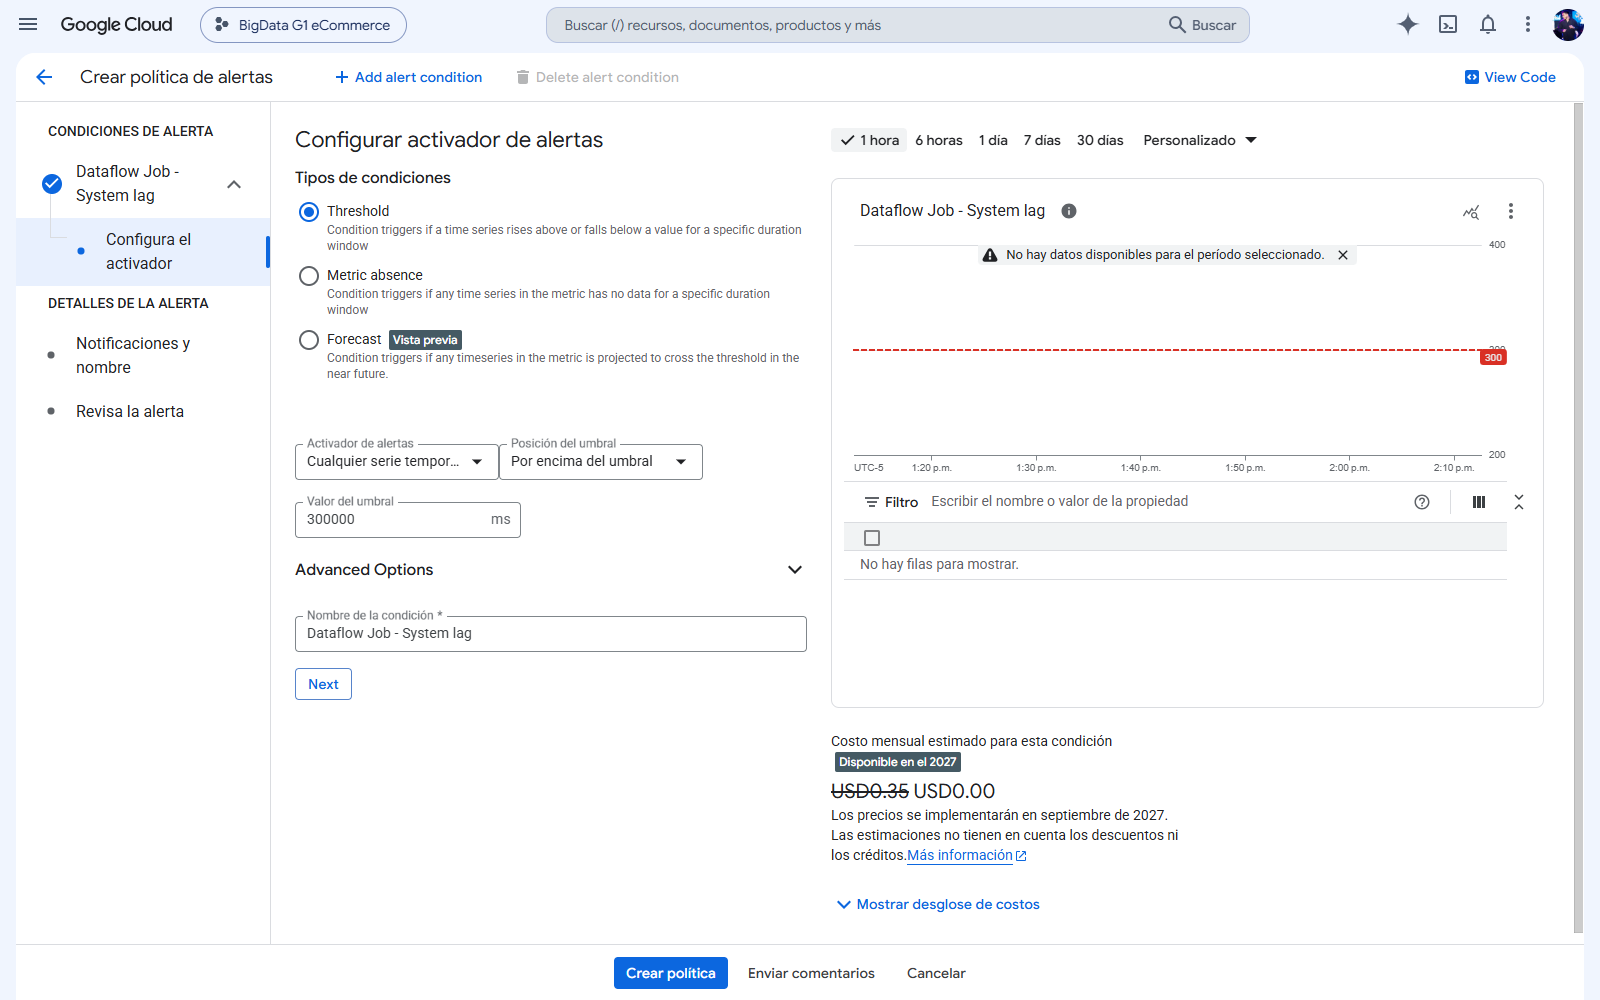 Google Cloud
BigData G1 eCommerce
Buscar (/) recursos, documentos, productos y más
Buscar
Crear política de alertas
Add alert condition
Delete alert condition
View Code
CONDICIONES DE ALERTA
Dataflow Job -
System lag
Configura el
activador
DETALLES DE LA ALERTA
Notificaciones y
nombre
Revisa la alerta
Configurar activador de alertas
Tipos de condiciones
Threshold
Condition triggers if a time series rises above or falls below a value for a specific duration
window
Metric absence
Condition triggers if any time series in the metric has no data for a specific duration
window
Forecast Vista previa
Condition triggers if any timeseries in the metric is projected to cross the threshold in the
near future.
Activador de alertas
Cualquier serie tempor...
Posición del umbral
Por encima del umbral
Valor del umbral
300000 ms
Advanced Options
Nombre de la condición *
Dataflow Job - System lag
Next
1 hora 6 horas 1 día 7 días 30 días Personalizado
Dataflow Job - System lag
400
No hay datos disponibles para el período seleccionado.
300
300
200
UTC-5 1:20 p.m. 1:30 p.m. 1:40 p.m. 1:50 p.m. 2:00 p.m. 2:10 p.m.
Filtro Escribir el nombre o valor de la propiedad
No hay filas para mostrar.
Costo mensual estimado para esta condición
Disponible en el 2027
USD0.35 USD0.00
Los precios se implementarán en septiembre de 2027.
Las estimaciones no tienen en cuenta los descuentos ni
los créditos.Más información
Mostrar desglose de costos
Crear política
Enviar comentarios
Cancelar